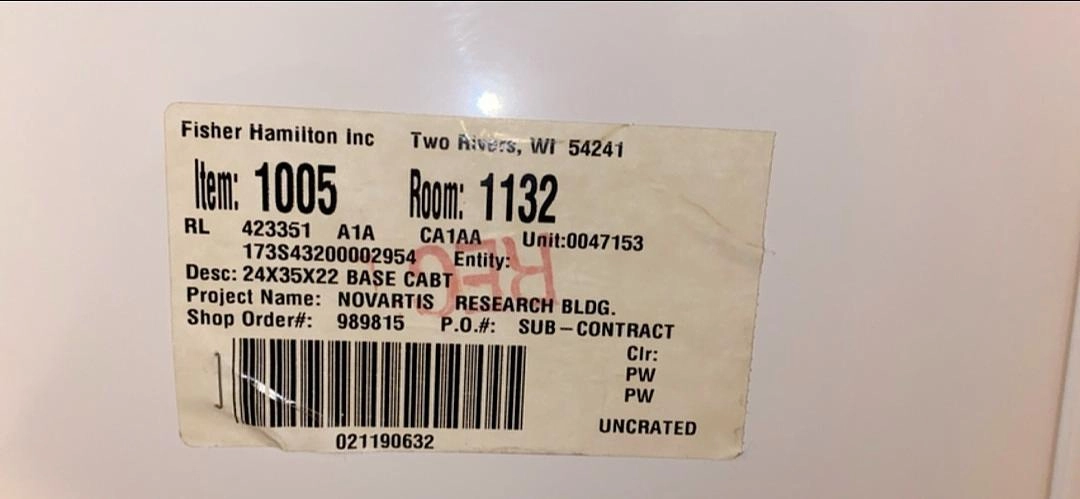 Fisher Hamilton Inc Two Rivers, WI 54241
Item: 1005 Room: 1132
RL 423351 A1A CA1AA Unit:0047153
173S43200002954 Entity:
Desc: 24X35X22 BASE CABT
Project Name: NOVARTIS RESEARCH BLDG.
Shop Order#: 989815 P.O.#: SUB-CONTRACT
Clr:
PW
PW
UNCRATED
021190632